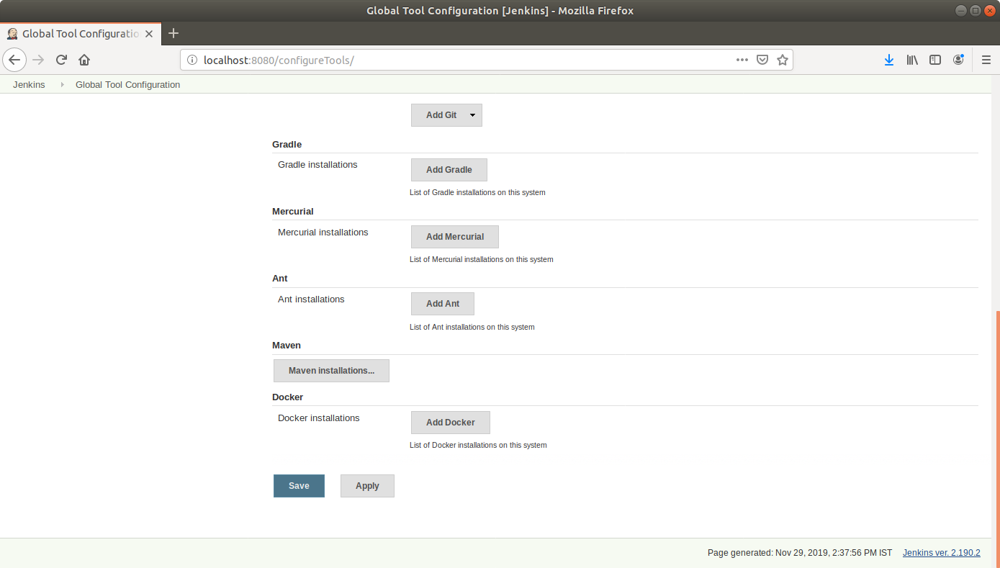 Global Tool Configuration [Jenkins] - Mozilla Firefox
Global Tool Configuratio
localhost:8080/configureTools/
Jenkins Global Tool Configuration
Add Git
Gradle
Gradle installations Add Gradle
List of Gradle installations on this system
Mercurial
Mercurial installations Add Mercurial
List of Mercurial installations on this system
Ant
Ant installations Add Ant
List of Ant installations on this system
Maven
Maven installations...
Docker
Docker installations Add Docker
List of Docker installations on this system
Save Apply
Page generated: Nov 29, 2019, 2:37:56 PM IST Jenkins ver. 2.190.2